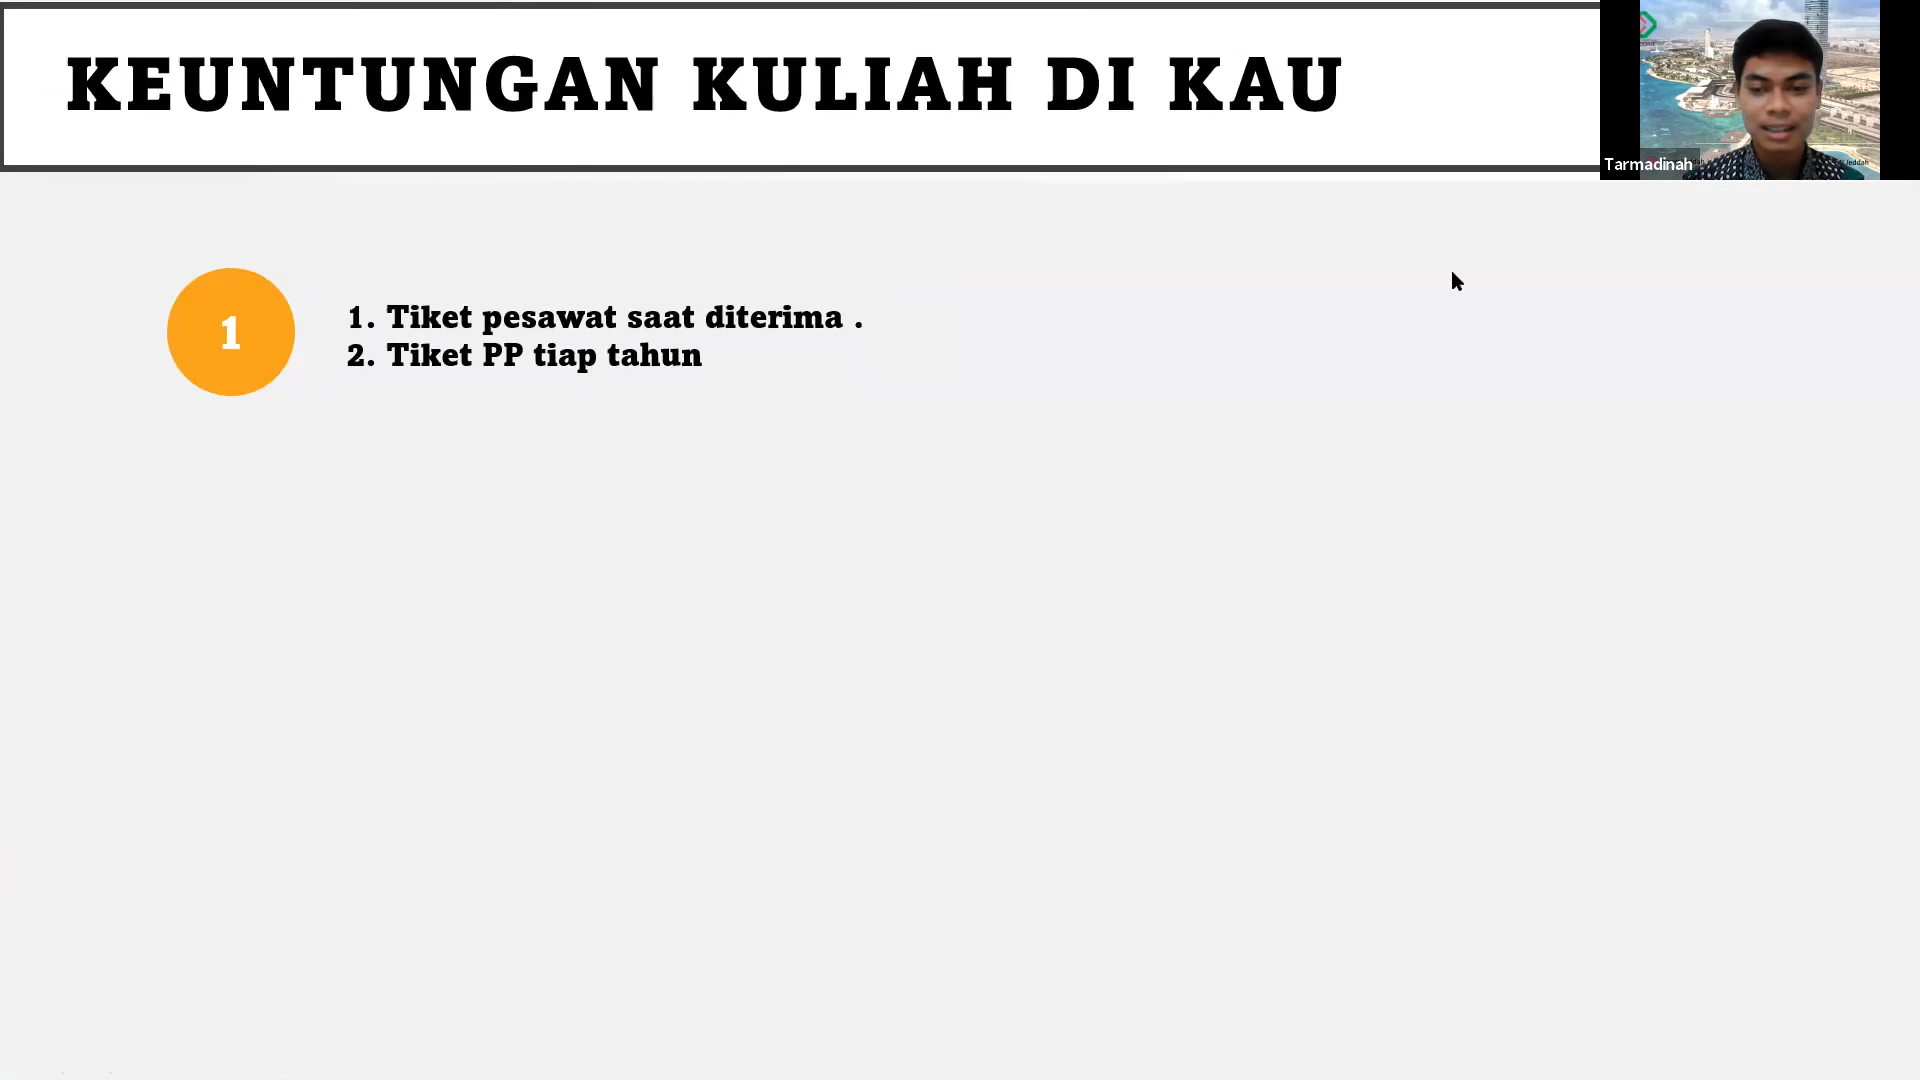 KEUNTUNGAN KULIAH DI KAU
Tarmadinah
1
1. Tiket pesawat saat diterima .
2. Tiket PP tiap tahun